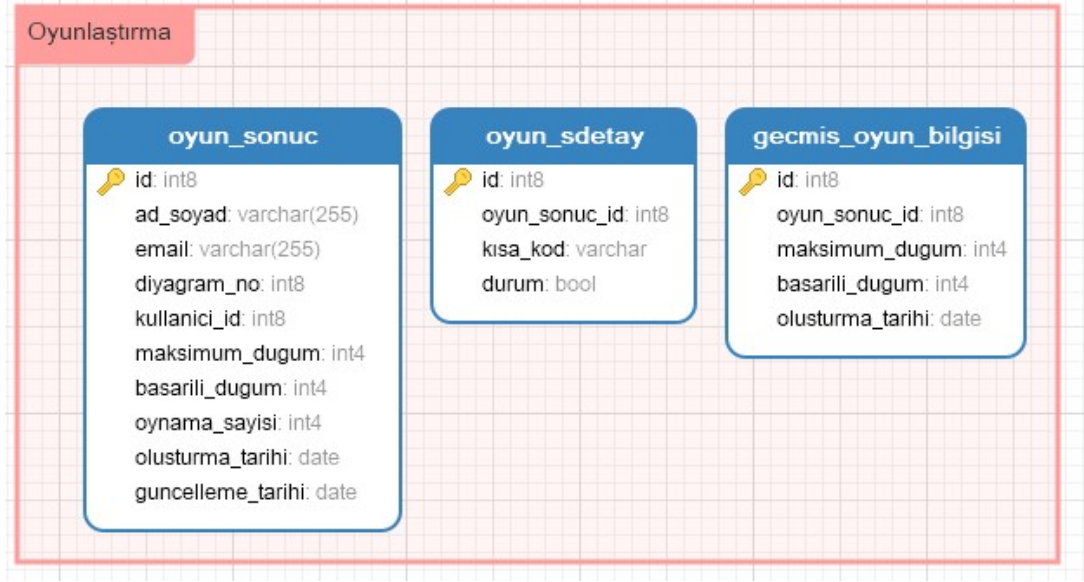 Oyunlaştırma
oyun_sonuc
id: int8
ad_soyad: varchar(255)
email: varchar(255)
diyagram_no: int8
kullanici_id: int8
maksimum_dugum: int4
basarili_dugum: int4
oynama_sayisi: int4
olusturma_tarihi: date
guncelleme_tarihi: date
oyun_sdetay
id: int8
oyun_sonuc_id: int8
kısa_kod: varchar
durum: bool
gecmis_oyun_bilgisi
id: int8
oyun_sonuc_id: int8
maksimum_dugum: int4
basarili_dugum: int4
olusturma_tarihi: date